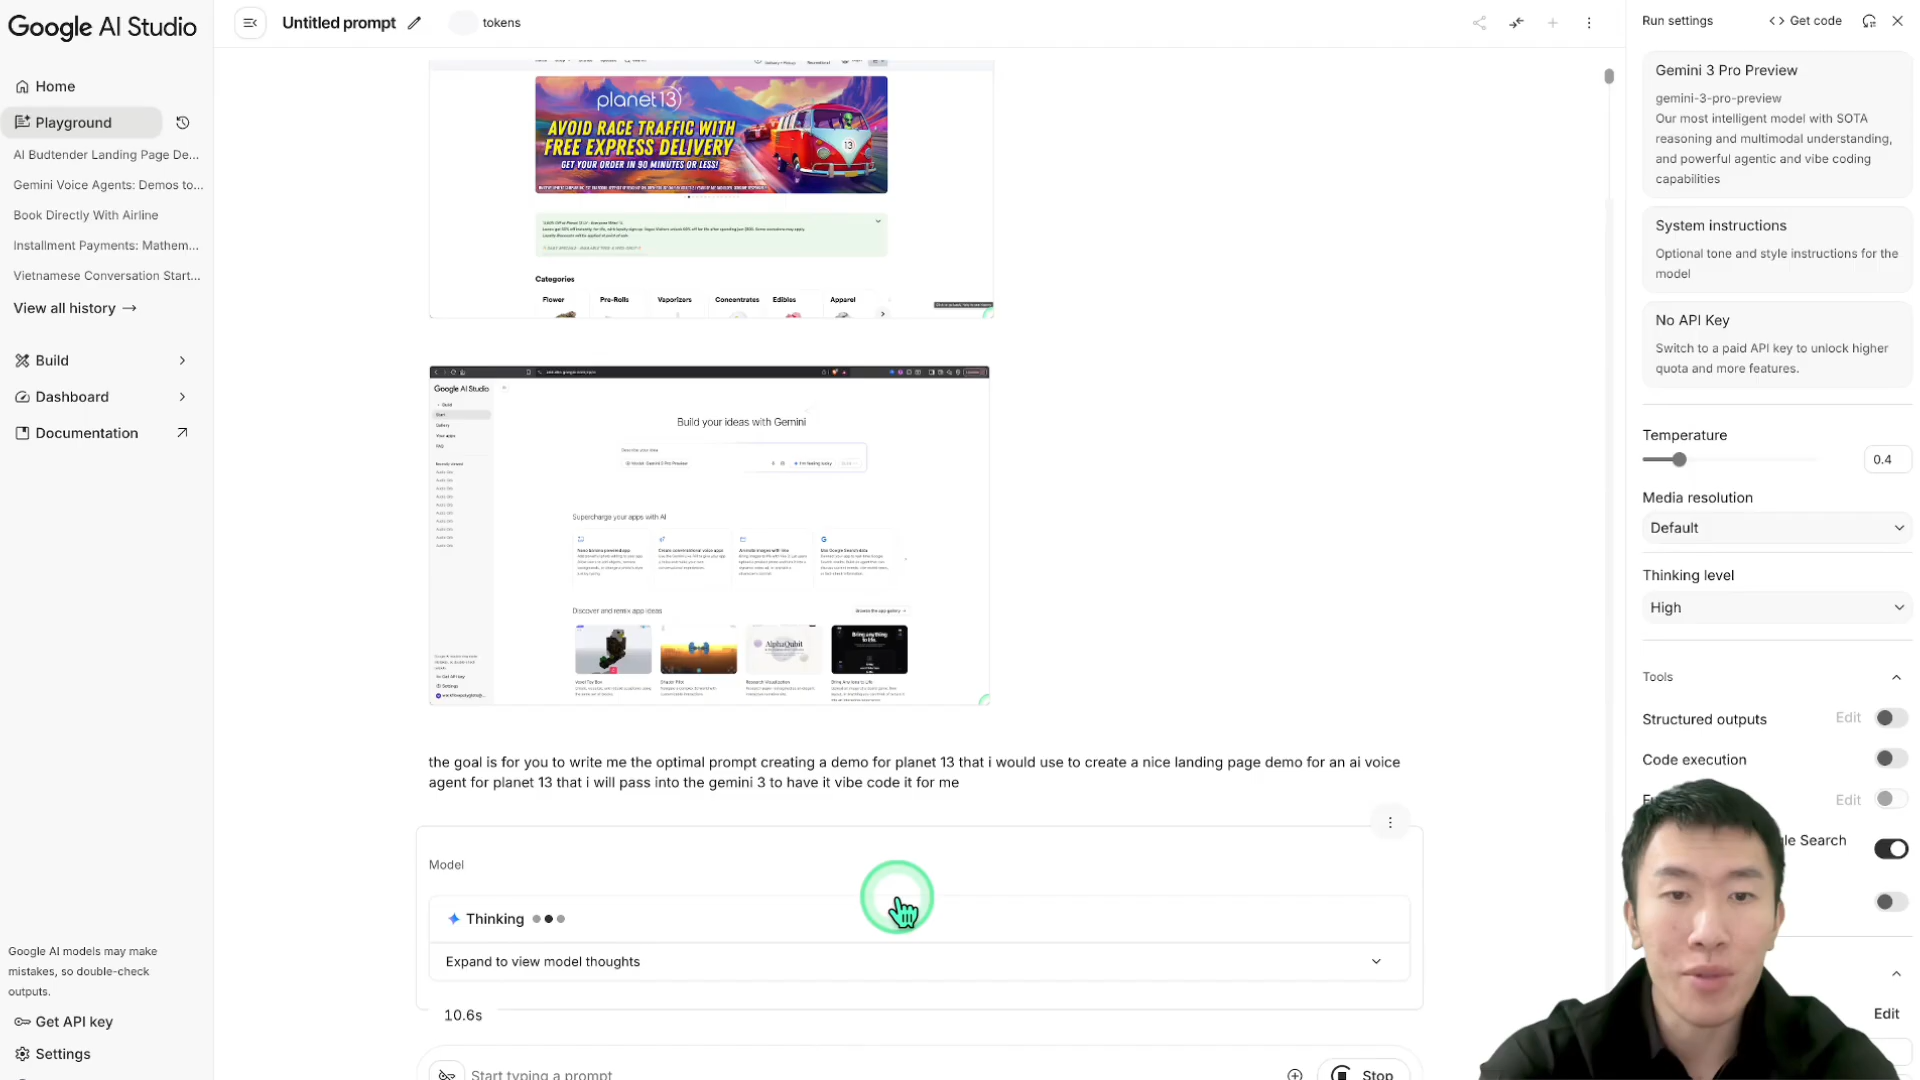 Google AI Studio
Untitled prompt
tokens
Home
Playground
AI Budtender Landing Page De...
Gemini Voice Agents: Demos to...
Book Directly With Airline
Installment Payments: Mathem...
Vietnamese Conversation Start...
View all history →
Build
Dashboard
Documentation
Google AI models may make
mistakes, so double-check
outputs.
Get API key
Settings
planet 13
AVOID RACE TRAFFIC WITH
FREE EXPRESS DELIVERY
GET YOUR ORDER IN 90 MINUTES OR LESS!
13
Categories
Flower
Pre-Rolls
Vaporizers
Concentrates
Edibles
Apparel
Google AI Studio
Build your ideas with Gemini
Supercharge your apps with AI
Discover and remix app ideas
AlphaQubit
the goal is for you to write me the optimal prompt creating a demo for planet 13 that i would use to create a nice landing page demo for an ai voice
agent for planet 13 that i will pass into the gemini 3 to have it vibe code it for me
Model
Thinking
Expand to view model thoughts
10.6s
Start typing a prompt
Stop
Run settings
<> Get code
Gemini 3 Pro Preview
gemini-3-pro-preview
Our most intelligent model with SOTA
reasoning and multimodal understanding,
and powerful agentic and vibe coding
capabilities
System instructions
Optional tone and style instructions for the
model
No API Key
Switch to a paid API key to unlock higher
quota and more features.
Temperature
0.4
Media resolution
Default
Thinking level
High
Tools
Structured outputs
Edit
Code execution
Edit
Search
Edit